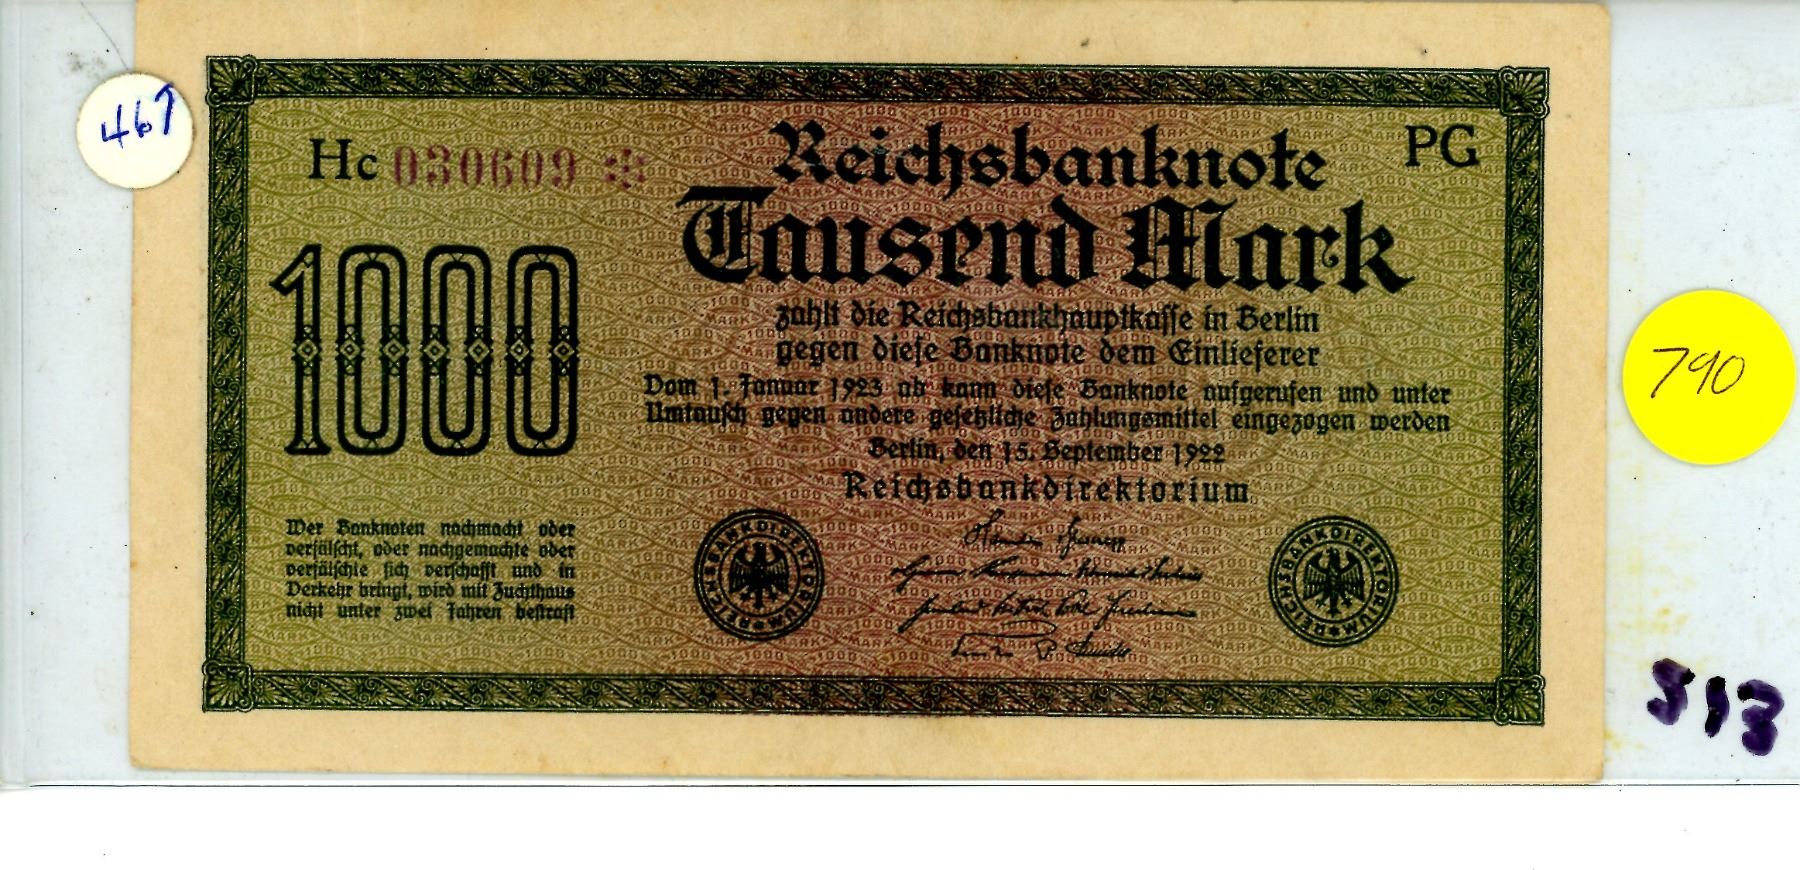 467
Hc 030609 *
Reichsbanknote
PG
Tausend Mark
1000
zahlt die Reichsbankhauptkasse in Berlin
gegen diese Banknote dem Einlieferer
Vom 1. Januar 1923 ab kann diese Banknote aufgerufen und unter
Umtausch gegen andere gesetzliche Zahlungsmittel eingezogen werden
Berlin, den 15. September 1922
Reichsbankdirektorium
Wer Banknoten nachmacht oder
verfälscht, oder nachgemachte oder
verfälschte sich verschafft und in
Verkehr bringt, wird mit Zuchthaus
nicht unter zwei Jahren bestraft
REICHSBANKDIREKTORIUM
REICHSBANKDIREKTORIUM
790
513